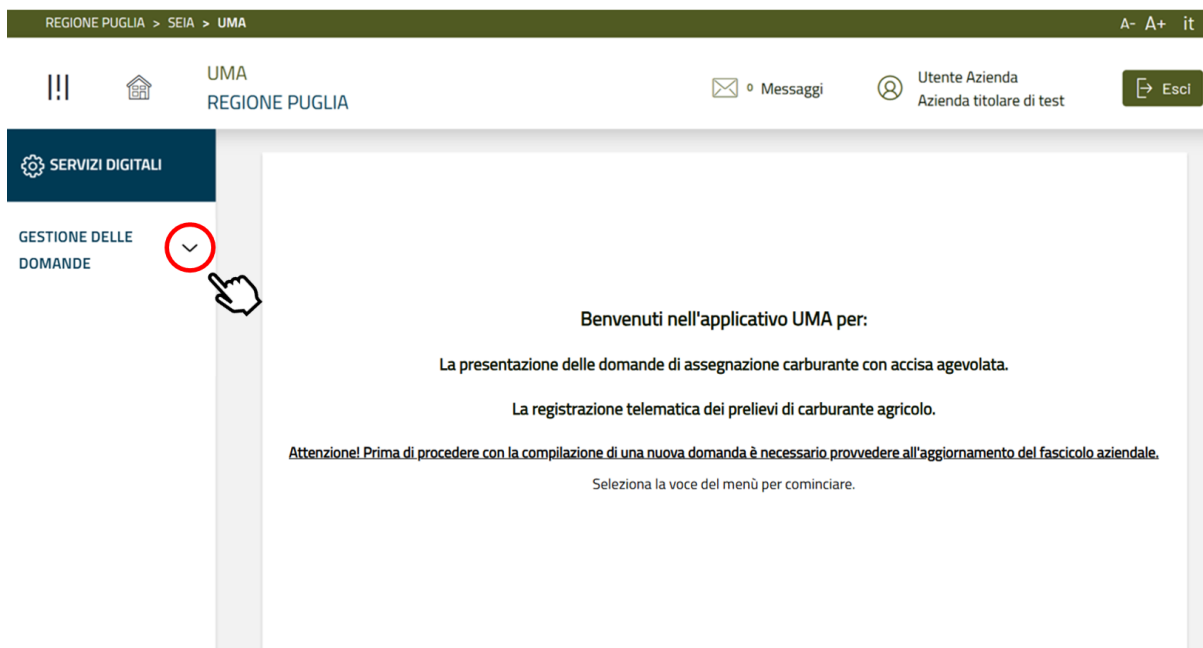 REGIONE PUGLIA > SEIA > UMA
A- A+ it
UMA
REGIONE PUGLIA
0 Messaggi
Utente Azienda
Azienda titolare di test
Esci
SERVIZI DIGITALI
GESTIONE DELLE
DOMANDE
Benvenuti nell'applicativo UMA per:
La presentazione delle domande di assegnazione carburante con accisa agevolata.
La registrazione telematica dei prelievi di carburante agricolo.
Attenzione! Prima di procedere con la compilazione di una nuova domanda è necessario provvedere all'aggiornamento del fascicolo aziendale.
Seleziona la voce del menù per cominciare.